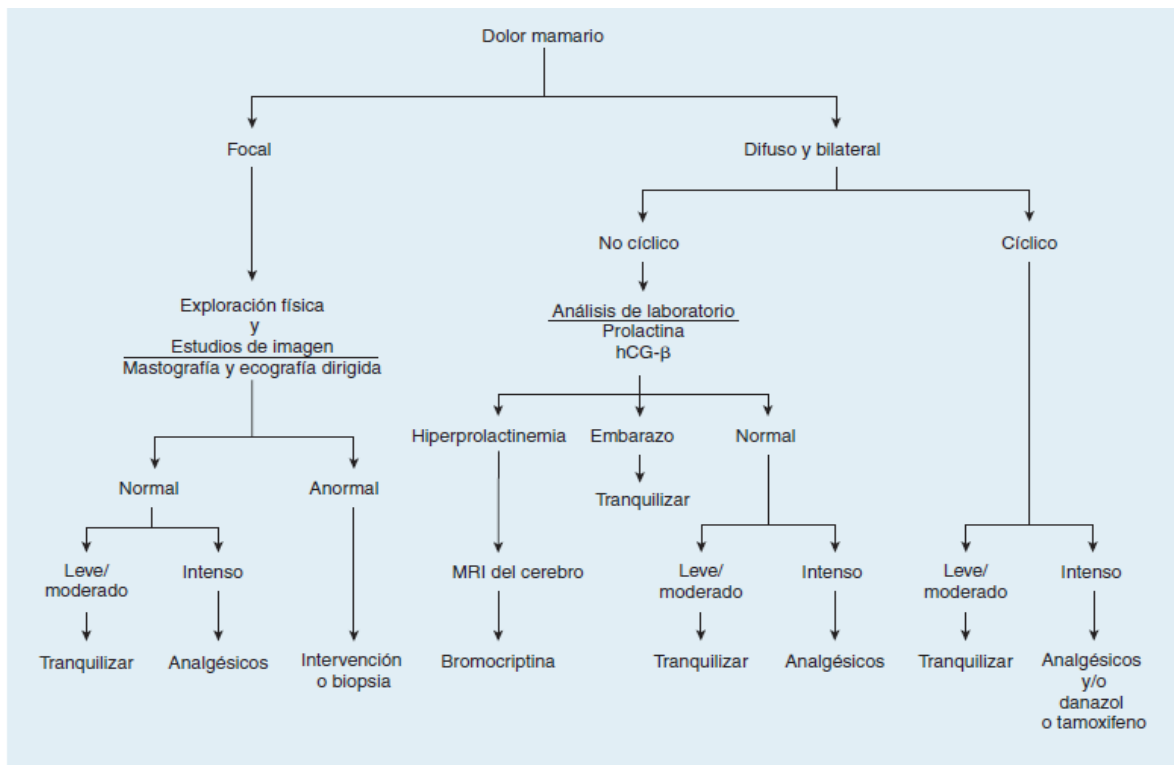 Dolor mamario
Focal
Difuso y bilateral
No cíclico
Cíclico
Exploración física
y
Estudios de imagen
Mastografía y ecografía dirigida
Análisis de laboratorio
Prolactina
hCG-β
Hiperprolactinemia
Embarazo
Normal
Normal
Anormal
Tranquilizar
Leve/
moderado
Intenso
MRI del cerebro
Leve/
moderado
Intenso
Leve/
moderado
Intenso
Tranquilizar
Analgésicos
Intervención
o biopsia
Bromocriptina
Tranquilizar
Analgésicos
Tranquilizar
Analgésicos
y/o
danazol
o tamoxifeno